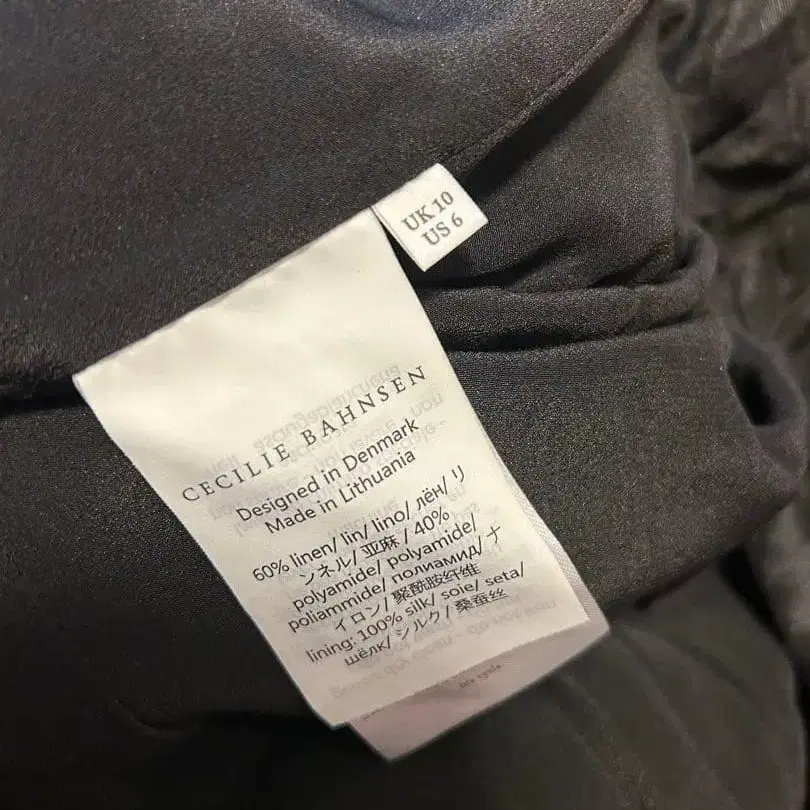 UK 10
US 6
CECILIE BAHNSEN
Designed in Denmark
Made in Lithuania
60% linen/ lin/ lino/ лён/ リ
ンネル/ 亚麻 / 40%
polyamide/ polyamide/
poliammide/ полиамид/ ナ
イロン/ 聚酰胺纤维
lining: 100% silk/ soie/ seta/
шёлк/ シルク/ 桑蚕丝